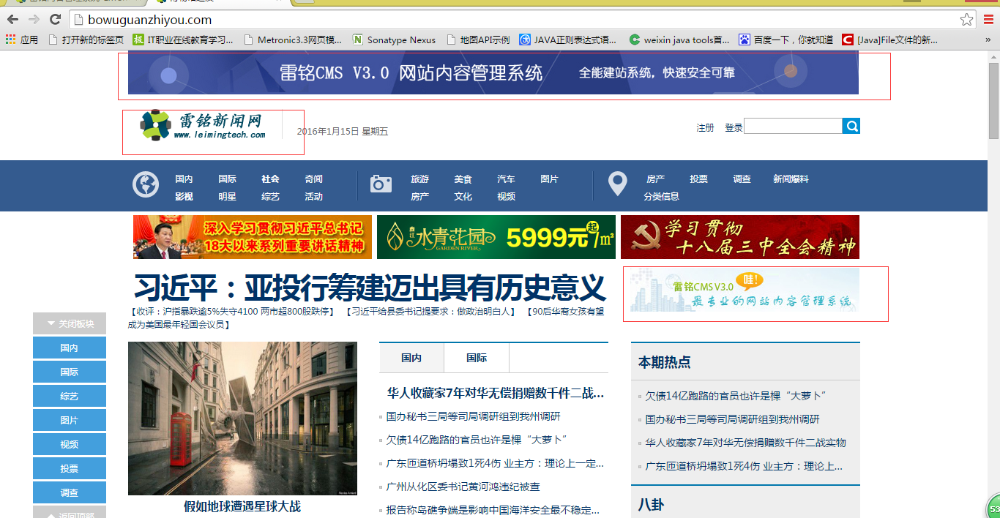 bowuguanzhiyou.com
应用 打开新的标签页 IT职业在线教育学习... Metronic3.3网页模... Sonatype Nexus 地图API示例 JAVA正则表达式语... weixin java tools首... 百度一下，你就知道 [Java]File文件的新... »
雷铭CMS V3.0 网站内容管理系统 全能建站系统，快速安全可靠
雷铭新闻网
www.leimingtech.com
2016年1月15日 星期五
注册 登录
国内 国际 社会 奇闻 旅游 美食 汽车 图片 房产 投票 调查 新闻爆料
影视 明星 综艺 活动 房产 文化 视频 分类信息
深入学习贯彻习近平总书记
18大以来系列重要讲话精神
鑫江 水青花园 GARDEN RIVER 5999元起/㎡
学习贯彻
十八届三中全会精神
习近平：亚投行筹建迈出具有历史意义
雷铭CMS V3.0 哇!
最专业的网站内容管理系统
【收评：沪指暴跌逾5%失守4100 两市超800股跌停】 【习近平给县委书记提要求：做政治明白人】 【90后华裔女孩有望
成为美国最年轻国会议员】
关闭板块
国内
国际
综艺
图片
视频
投票
调查
返回顶部
假如地球遭遇星球大战
国内 国际
华人收藏家7年对华无偿捐赠数千件二战...
国办秘书三局等司局调研组到我州调研
欠债14亿跑路的官员也许是棵“大萝卜”
广东匝道桥坍塌致1死4伤 业主方：理论上一定...
广州从化区委书记黄河鸿违纪被查
报告称岛礁争端是影响中国海洋安全最不稳定...
本期热点
欠债14亿跑路的官员也许是棵“大萝卜”
国办秘书三局等司局调研组到我州调研
华人收藏家7年对华无偿捐赠数千件二战实物
广东匝道桥坍塌致1死4伤 业主方：理论上...
八卦
53